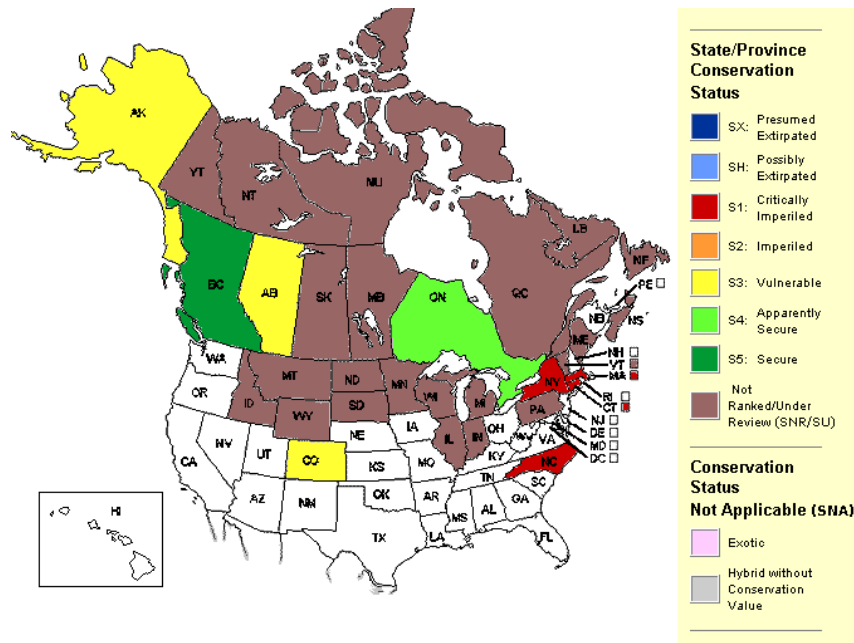 AK
YT
NT
NU
BC
AB
SK
MB
ON
QC
LB
NF
PE
NB
NS
ME
NH
VT
MA
RI
CT
NJ
DE
MD
DC
WA
OR
MT
ID
WY
ND
SD
MN
WI
MI
NY
PA
IA
NE
IL
IN
OH
WV
VA
KY
NV
UT
CO
KS
MO
CA
AZ
NM
OK
AR
TN
NC
SC
TX
LA
MS
AL
GA
FL
HI
State/Province
Conservation
Status
SX: Presumed
Extirpated
SH: Possibly
Extirpated
S1: Critically
Imperiled
S2: Imperiled
S3: Vulnerable
S4: Apparently
Secure
S5: Secure
Not
Ranked/Under
Review (SNR/SU)
Conservation
Status
Not Applicable (SNA)
Exotic
Hybrid without
Conservation
Value